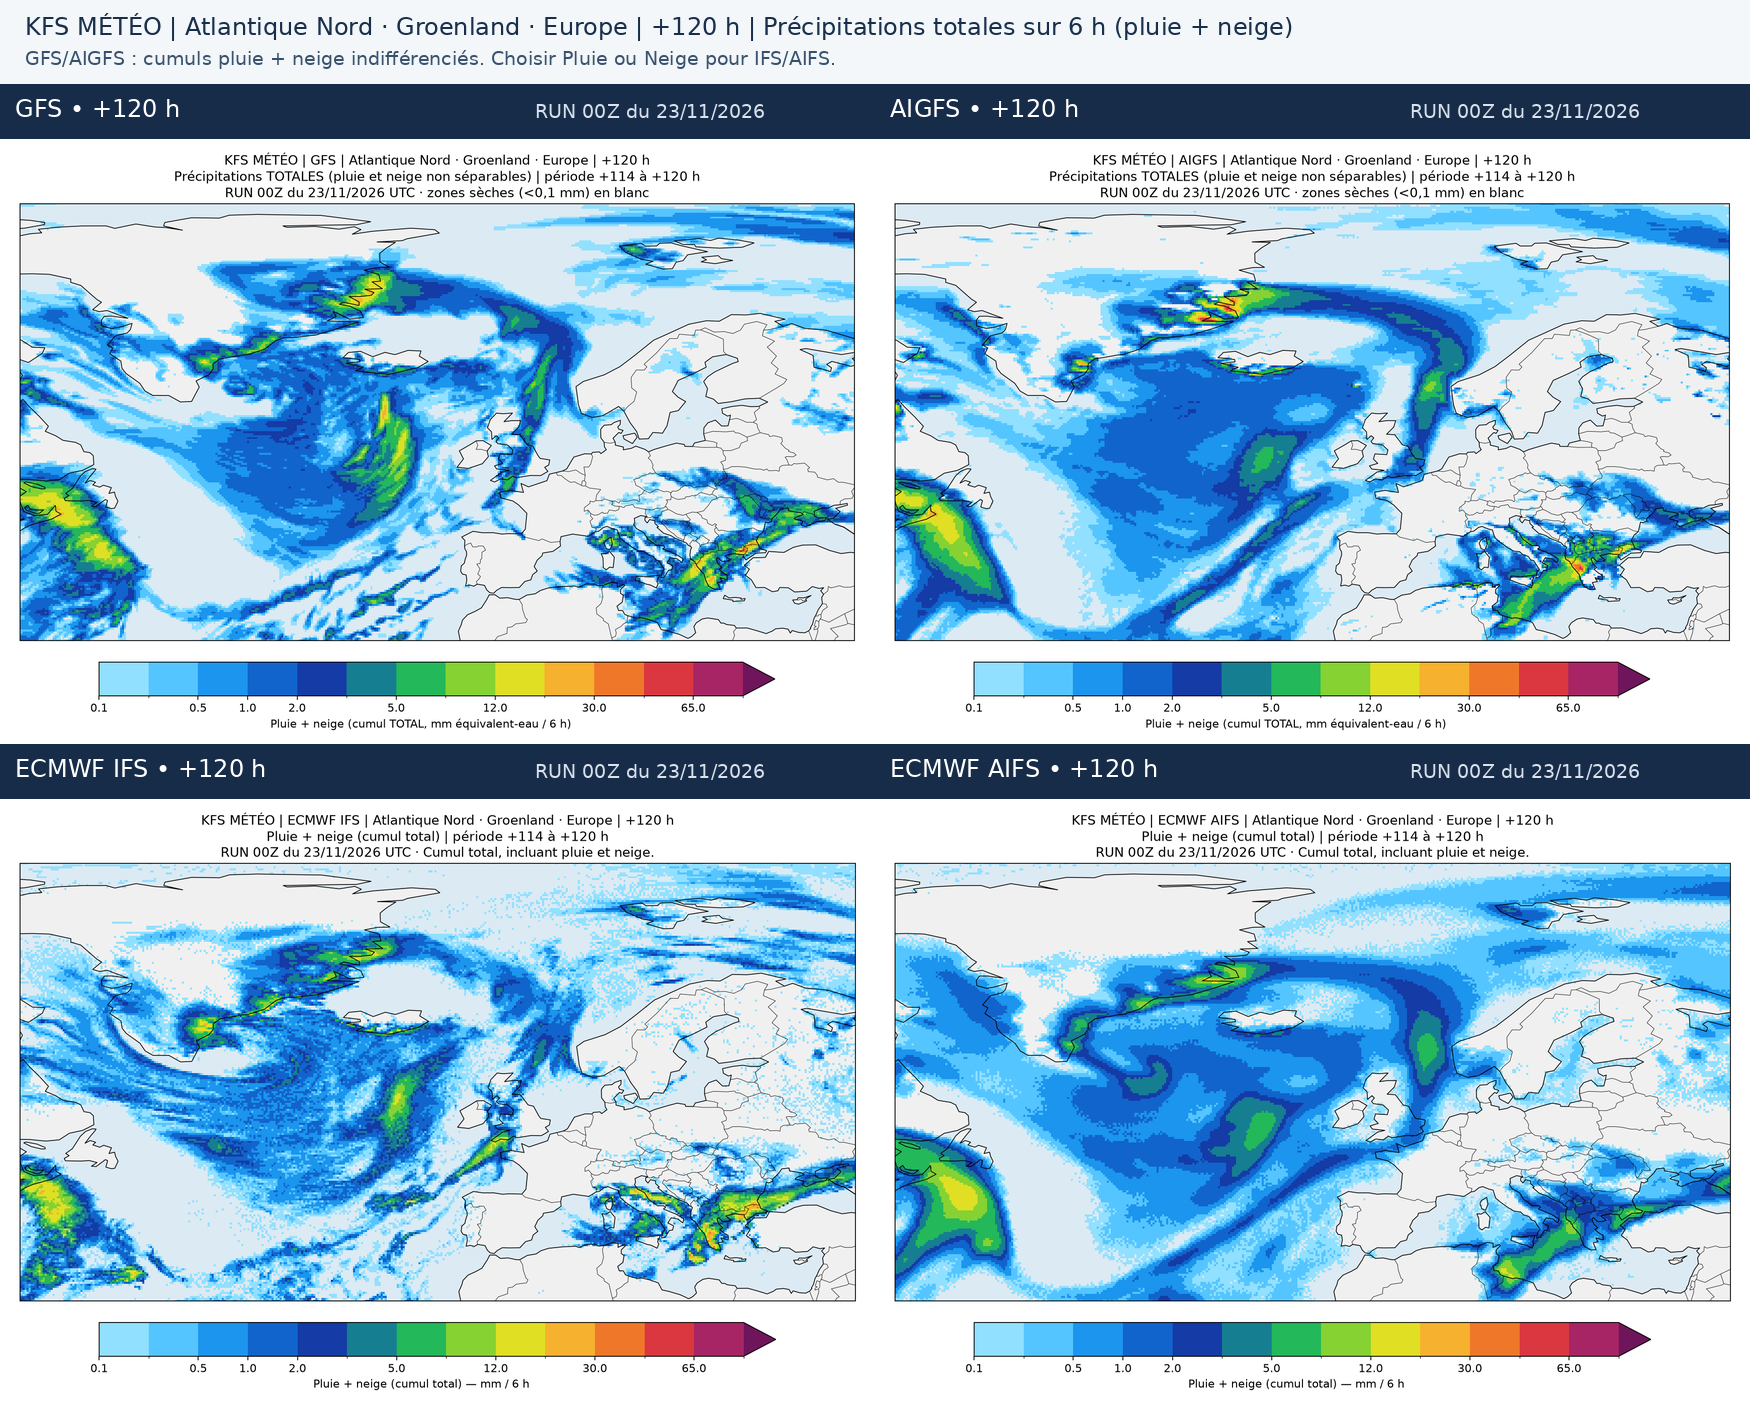 KFS MÉTÉO | Atlantique Nord · Groenland · Europe | +120 h | Précipitations totales sur 6 h (pluie + neige)
GFS/AIGFS : cumuls pluie + neige indifférenciés. Choisir Pluie ou Neige pour IFS/AIFS.
GFS • +120 h
RUN 00Z du 23/11/2026
AIGFS • +120 h
RUN 00Z du 23/11/2026
KFS MÉTÉO | GFS | Atlantique Nord · Groenland · Europe | +120 h
Précipitations TOTALES (pluie et neige non séparables) | période +114 à +120 h
RUN 00Z du 23/11/2026 UTC · zones sèches (<0,1 mm) en blanc
KFS MÉTÉO | AIGFS | Atlantique Nord · Groenland · Europe | +120 h
Précipitations TOTALES (pluie et neige non séparables) | période +114 à +120 h
RUN 00Z du 23/11/2026 UTC · zones sèches (<0,1 mm) en blanc
0.1 0.5 1.0 2.0 5.0 12.0 30.0 65.0
Pluie + neige (cumul TOTAL, mm équivalent-eau / 6 h)
0.1 0.5 1.0 2.0 5.0 12.0 30.0 65.0
Pluie + neige (cumul TOTAL, mm équivalent-eau / 6 h)
ECMWF IFS • +120 h
RUN 00Z du 23/11/2026
ECMWF AIFS • +120 h
RUN 00Z du 23/11/2026
KFS MÉTÉO | ECMWF IFS | Atlantique Nord · Groenland · Europe | +120 h
Pluie + neige (cumul total) | période +114 à +120 h
RUN 00Z du 23/11/2026 UTC · Cumul total, incluant pluie et neige.
KFS MÉTÉO | ECMWF AIFS | Atlantique Nord · Groenland · Europe | +120 h
Pluie + neige (cumul total) | période +114 à +120 h
RUN 00Z du 23/11/2026 UTC · Cumul total, incluant pluie et neige.
0.1 0.5 1.0 2.0 5.0 12.0 30.0 65.0
Pluie + neige (cumul total) — mm / 6 h
0.1 0.5 1.0 2.0 5.0 12.0 30.0 65.0
Pluie + neige (cumul total) — mm / 6 h